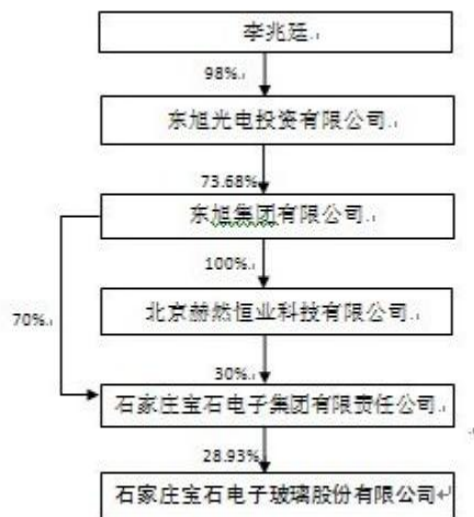 李兆廷
98%
东旭光电投资有限公司
73.68%
东旭集团有限公司
100%
70%
北京赫然恒业科技有限公司
30%
石家庄宝石电子集团有限责任公司
28.93%
石家庄宝石电子玻璃股份有限公司